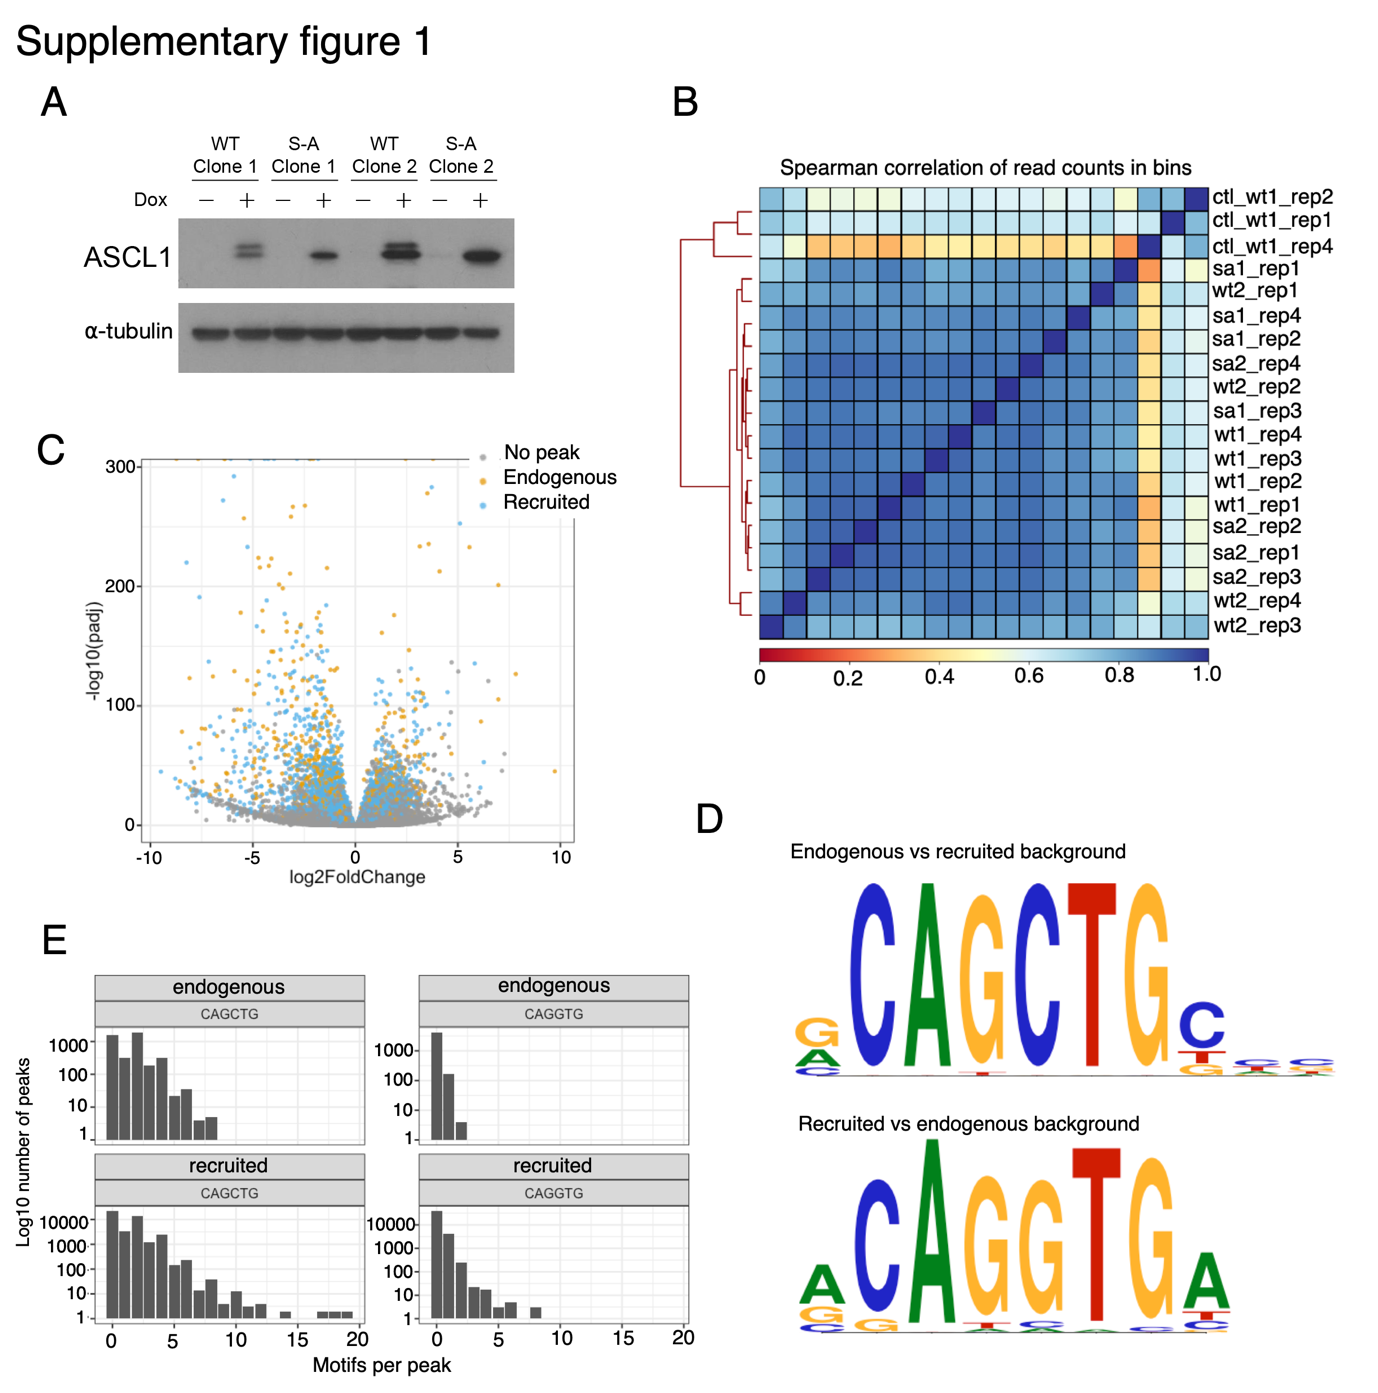 Supplementary figure 1
A
WT Clone 1
S-A Clone 1
WT Clone 2
S-A Clone 2
Dox − + − + − + − +
ASCL1
α-tubulin
B
Spearman correlation of read counts in bins
ctl_wt1_rep2
ctl_wt1_rep1
ctl_wt1_rep4
sa1_rep1
wt2_rep1
sa1_rep4
sa1_rep2
sa2_rep4
wt2_rep2
sa1_rep3
wt1_rep4
wt1_rep3
wt1_rep2
wt1_rep1
sa2_rep2
sa2_rep1
sa2_rep3
wt2_rep4
wt2_rep3
0 0.2 0.4 0.6 0.8 1.0
C
No peak
Endogenous
Recruited
300
200
100
0
-log10(padj)
-10 -5 0 5 10
log2FoldChange
D
Endogenous vs recruited background
GCAGCTGCCC
ATTG
CGAA
Recruited vs endogenous background
ACAGGTGA
GGTCACT
CAAC
E
endogenous
CAGCTG
1000
100
10
1
endogenous
CAGGTG
1000
100
10
1
recruited
CAGCTG
10000
1000
100
10
1
recruited
CAGGTG
10000
1000
100
10
1
Log10 number of peaks
0 5 10 15 20
0 5 10 15 20
Motifs per peak